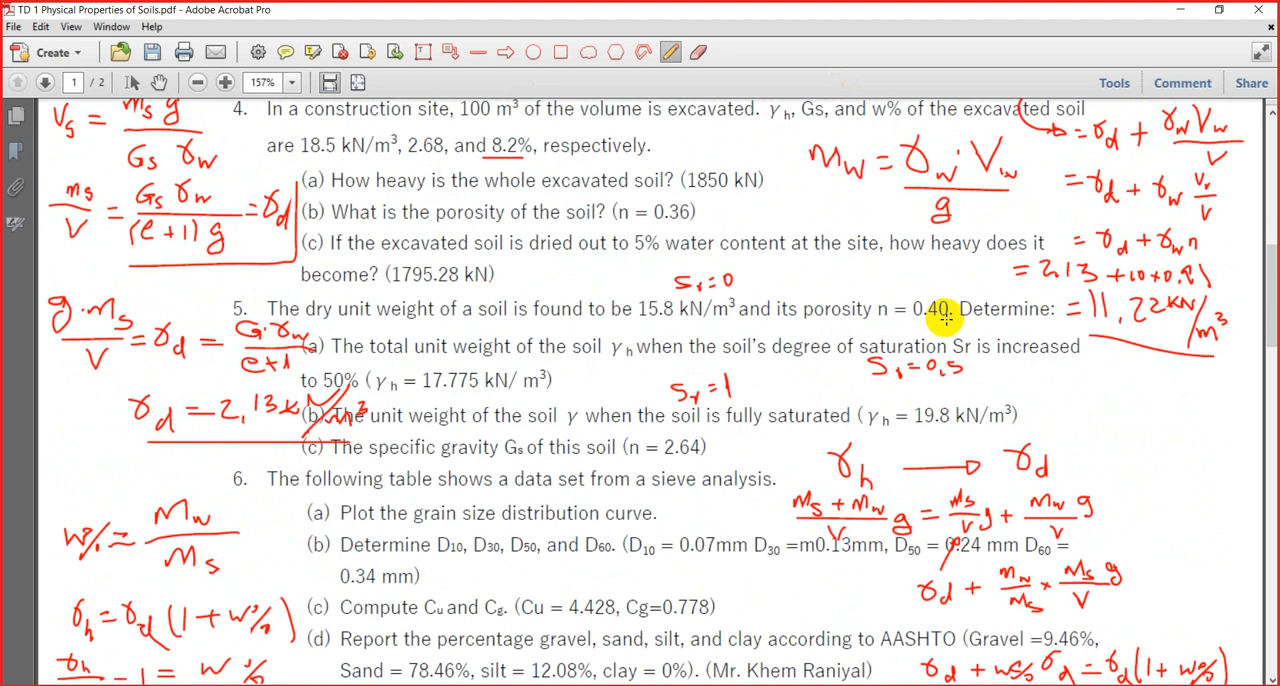 TD 1 Physical Properties of Soils.pdf - Adobe Acrobat Pro
File Edit View Window Help
Create
1 / 2 157% Tools Comment Share
4. In a construction site, 100 m³ of the volume is excavated. γh, Gs, and w% of the excavated soil
are 18.5 kN/m³, 2.68, and 8.2%, respectively.
(a) How heavy is the whole excavated soil? (1850 kN)
(b) What is the porosity of the soil? (n = 0.36)
(c) If the excavated soil is dried out to 5% water content at the site, how heavy does it
become? (1795.28 kN)
5. The dry unit weight of a soil is found to be 15.8 kN/m³ and its porosity n = 0.40. Determine:
(a) The total unit weight of the soil γh when the soil's degree of saturation Sr is increased
to 50% (γh = 17.775 kN/ m³)
(b) The unit weight of the soil γ when the soil is fully saturated (γh = 19.8 kN/m³)
(c) The specific gravity Gs of this soil (n = 2.64)
6. The following table shows a data set from a sieve analysis.
(a) Plot the grain size distribution curve.
(b) Determine D10, D30, D50, and D60. (D10 = 0.07mm D30 =m0.13mm, D50 = 0.24 mm D60 =
0.34 mm)
(c) Compute Cu and Cg. (Cu = 4.428, Cg=0.778)
(d) Report the percentage gravel, sand, silt, and clay according to AASHTO (Gravel =9.46%,
Sand = 78.46%, silt = 12.08%, clay = 0%). (Mr. Khem Raniyal)
Vs = ms g / Gs γw
ms / V = Gs γw / (e+1) g = γd
g·Ms / V = γd = G·γw / e+1
γd = 2,13 kN/m³
w% = Mw / Ms
γh = γd (1 + w%)
γh - 1 = w%
Mw = γw · Vw / g
= γd + γw Vw / V
= γd + γw Vv / V
= γd + γw n
= 11,22 kN/m³
Sr=0
Sr=0,5
Sr=1
γh → γd
Ms + Mw / V g = Ms / V g + Mw / V g
γd + Mw / Ms × Ms / V g
γd + w% γd = γd (1 + w%)